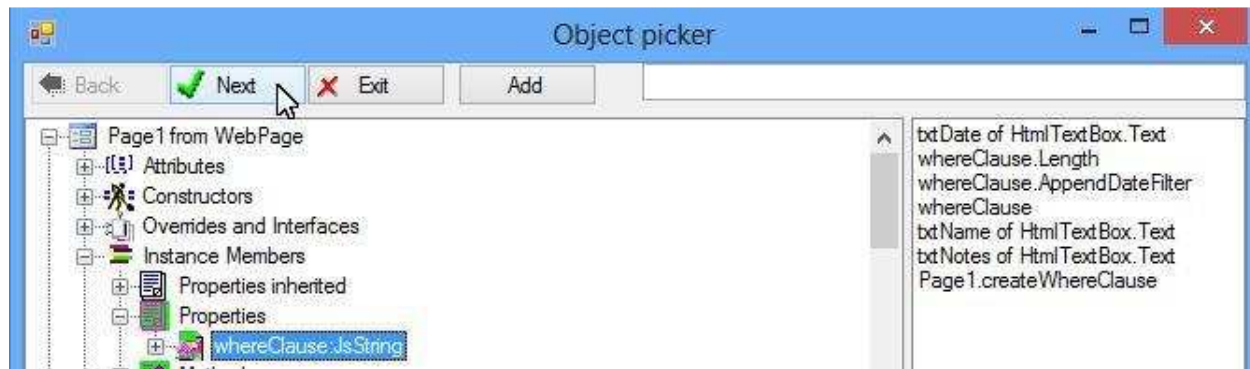 Object picker
Back Next Exit Add
Page1 from WebPage
Attributes
Constructors
Overrides and Interfaces
Instance Members
Properties inherited
Properties
whereClause:JsString
txtDate of HtmlTextBox.Text
whereClause.Length
whereClause.AppendDateFilter
whereClause
txtName of HtmlTextBox.Text
txtNotes of HtmlTextBox.Text
Page1.createWhereClause